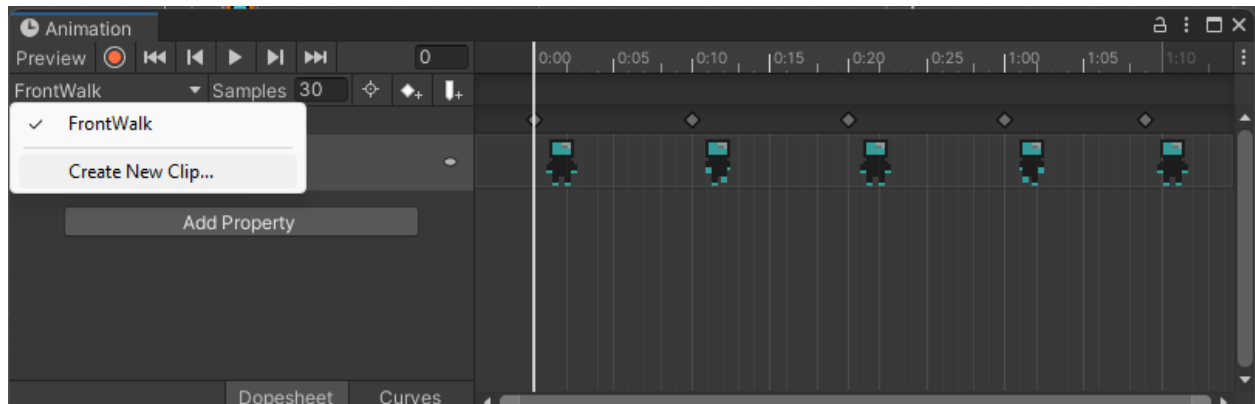 Animation
Preview 0 0:00 0:05 0:10 0:15 0:20 0:25 1:00 1:05 1:10
FrontWalk Samples 30
FrontWalk
Create New Clip...
Add Property
Dopesheet Curves